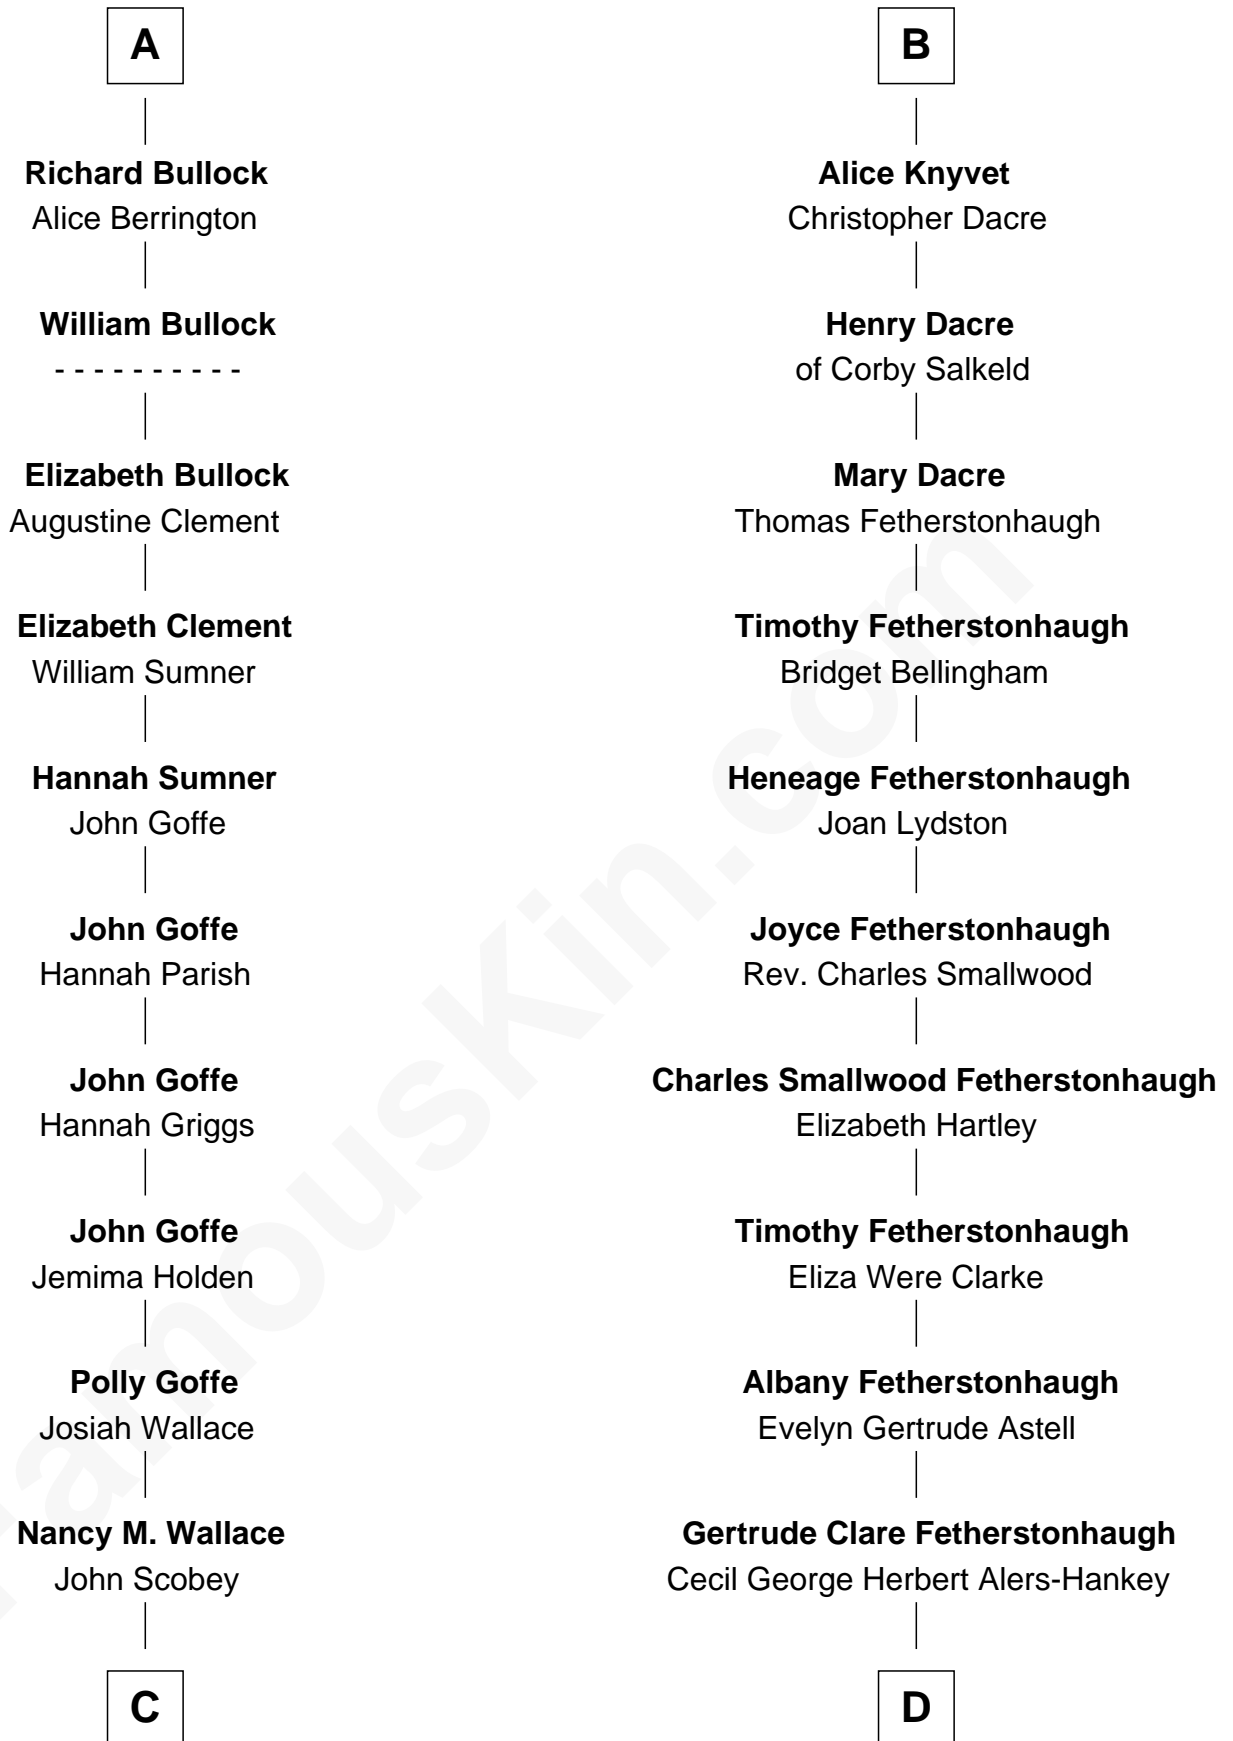 A
Richard Bullock
Alice Berrington
William Bullock
- - - - - - - - - -
Elizabeth Bullock
Augustine Clement
Elizabeth Clement
William Sumner
Hannah Sumner
John Goffe
John Goffe
Hannah Parish
John Goffe
Hannah Griggs
John Goffe
Jemima Holden
Polly Goffe
Josiah Wallace
Nancy M. Wallace
John Scobey
C
B
Alice Knyvet
Christopher Dacre
Henry Dacre
of Corby Salkeld
Mary Dacre
Thomas Fetherstonhaugh
Timothy Fetherstonhaugh
Bridget Bellingham
Heneage Fetherstonhaugh
Joan Lydston
Joyce Fetherstonhaugh
Rev. Charles Smallwood
Charles Smallwood Fetherstonhaugh
Elizabeth Hartley
Timothy Fetherstonhaugh
Eliza Were Clarke
Albany Fetherstonhaugh
Evelyn Gertrude Astell
Gertrude Clare Fetherstonhaugh
Cecil George Herbert Alers-Hankey
D
FamousKin.com